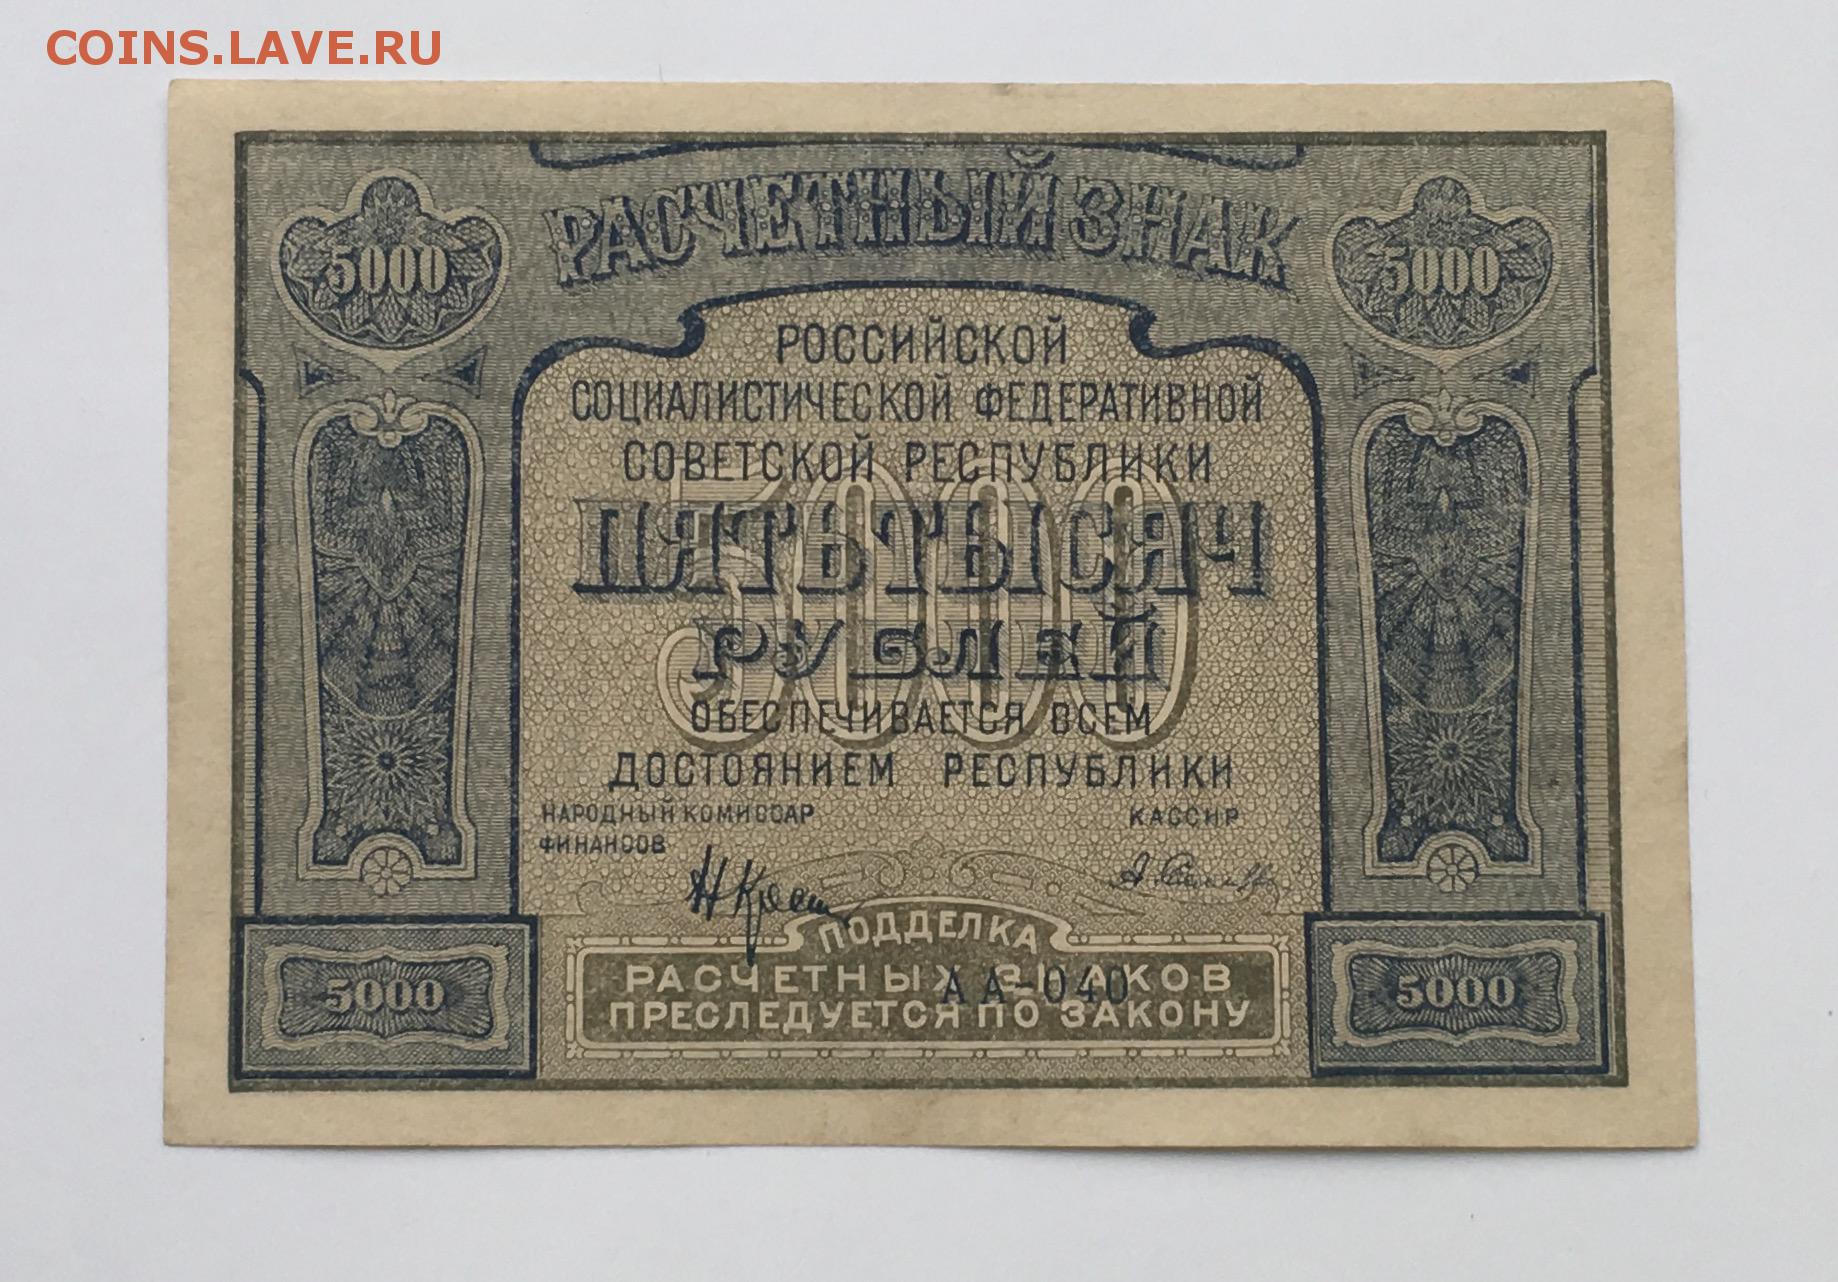 COINS.LAVE.RU
РАСЧЕТНЫЙ ЗНАК
5000 5000
РОССИЙСКОЙ
СОЦИАЛИСТИЧЕСКОЙ ФЕДЕРАТИВНОЙ
СОВЕТСКОЙ РЕСПУБЛИКИ
5000
ПЯТЬ ТЫСЯЧ
РУБЛЕЙ
ОБЕСПЕЧИВАЕТСЯ ВСЕМ
ДОСТОЯНИЕМ РЕСПУБЛИКИ
НАРОДНЫЙ КОМИССАР КАССИР
ФИНАНСОВ
ПОДДЕЛКА
РАСЧЕТНЫХ ЗНАКОВ
АА-040
5000 5000
ПРЕСЛЕДУЕТСЯ ПО ЗАКОНУ